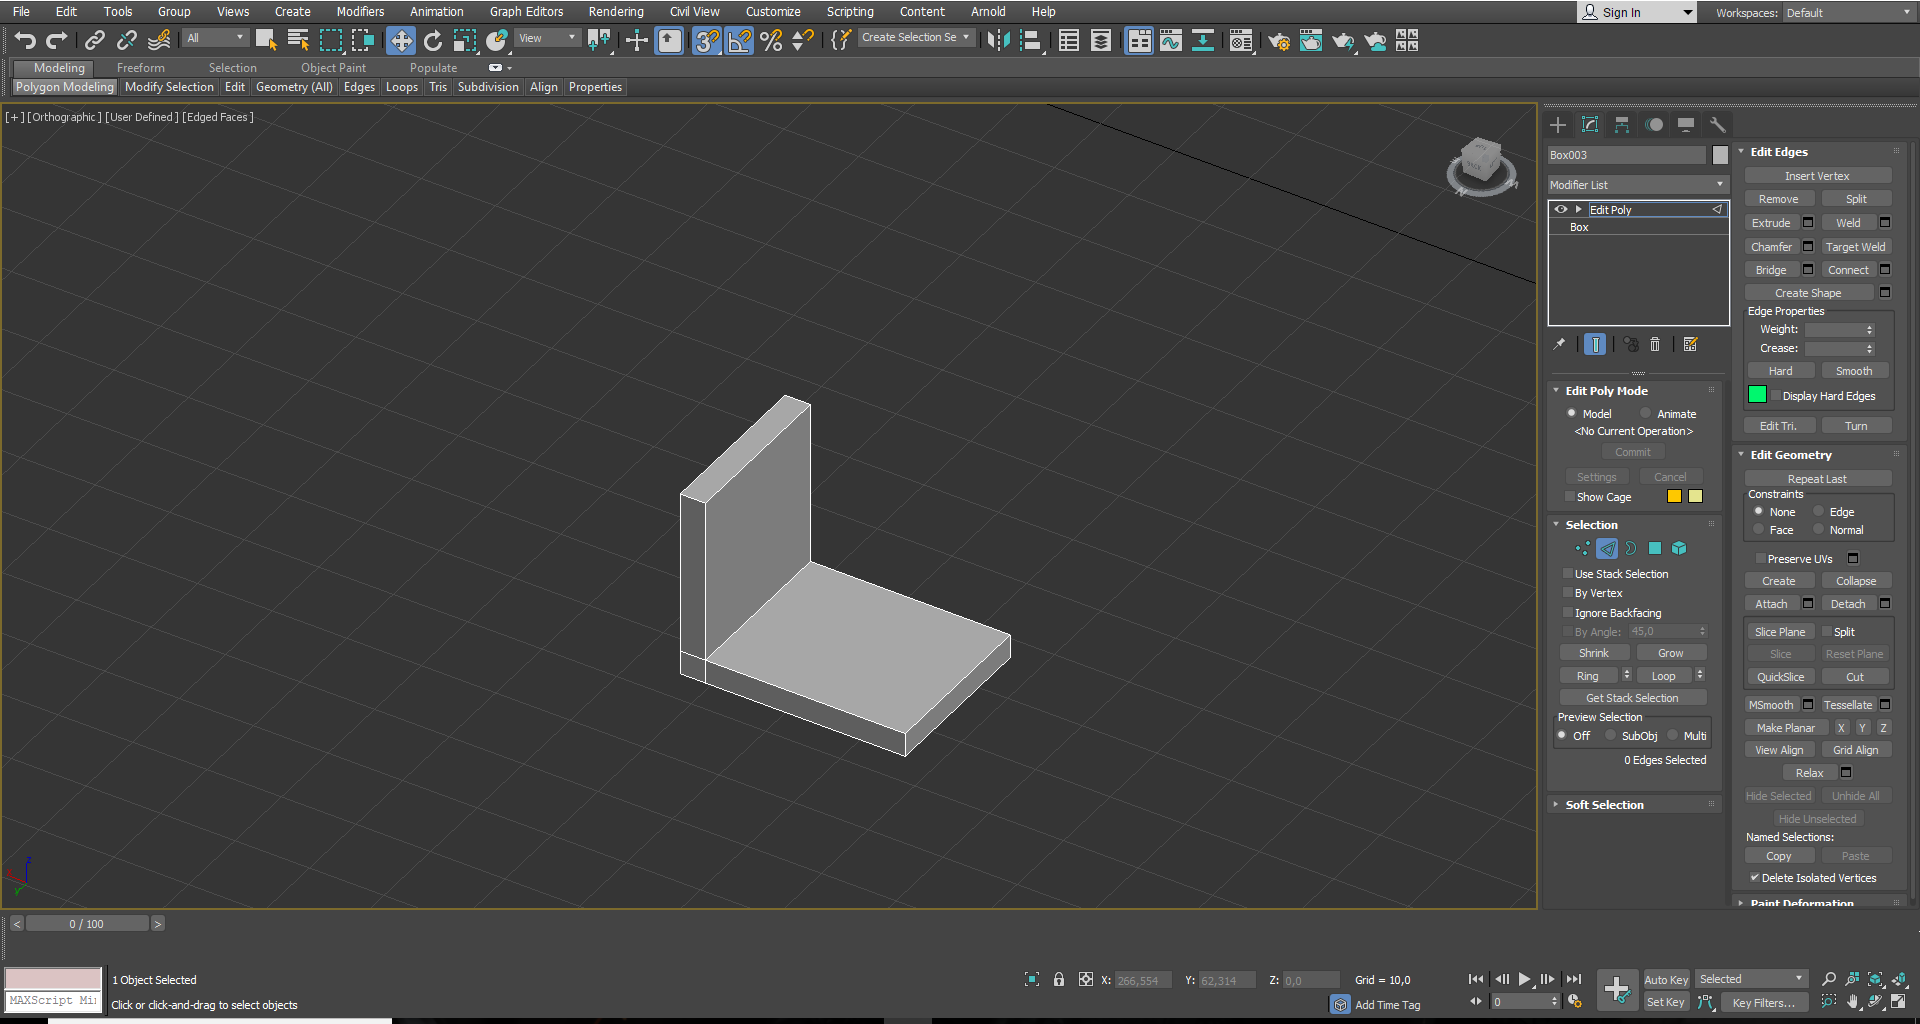 File Edit Tools Group Views Create Modifiers Animation Graph Editors Rendering Civil View Customize Scripting Content Arnold Help Sign In Workspaces: Default
All View Create Selection Se
Modeling Freeform Selection Object Paint Populate
Polygon Modeling Modify Selection Edit Geometry (All) Edges Loops Tris Subdivision Align Properties
[+] [Orthographic] [User Defined] [Edged Faces]
Box003
Modifier List
Edit Poly
Box
Edit Poly Mode
Model Animate
<No Current Operation>
Commit
Settings Cancel
Show Cage
Selection
Use Stack Selection
By Vertex
Ignore Backfacing
By Angle: 45,0
Shrink Grow
Ring Loop
Get Stack Selection
Preview Selection
Off SubObj Multi
0 Edges Selected
Soft Selection
Edit Edges
Insert Vertex
Remove Split
Extrude Weld
Chamfer Target Weld
Bridge Connect
Create Shape
Edge Properties
Weight:
Crease:
Hard Smooth
Display Hard Edges
Edit Tri. Turn
Edit Geometry
Repeat Last
Constraints
None Edge
Face Normal
Preserve UVs
Create Collapse
Attach Detach
Slice Plane Split
Slice Reset Plane
QuickSlice Cut
MSmooth Tessellate
Make Planar X Y Z
View Align Grid Align
Relax
Hide Selected Unhide All
Hide Unselected
Named Selections:
Copy Paste
Delete Isolated Vertices
Paint Deformation
z
x
y
< 0 / 100 >
MAXScript Mi
1 Object Selected
Click or click-and-drag to select objects
X: 266,554 Y: 62,314 Z: 0,0 Grid = 10,0
Add Time Tag
0
Auto Key Selected
Set Key Key Filters...